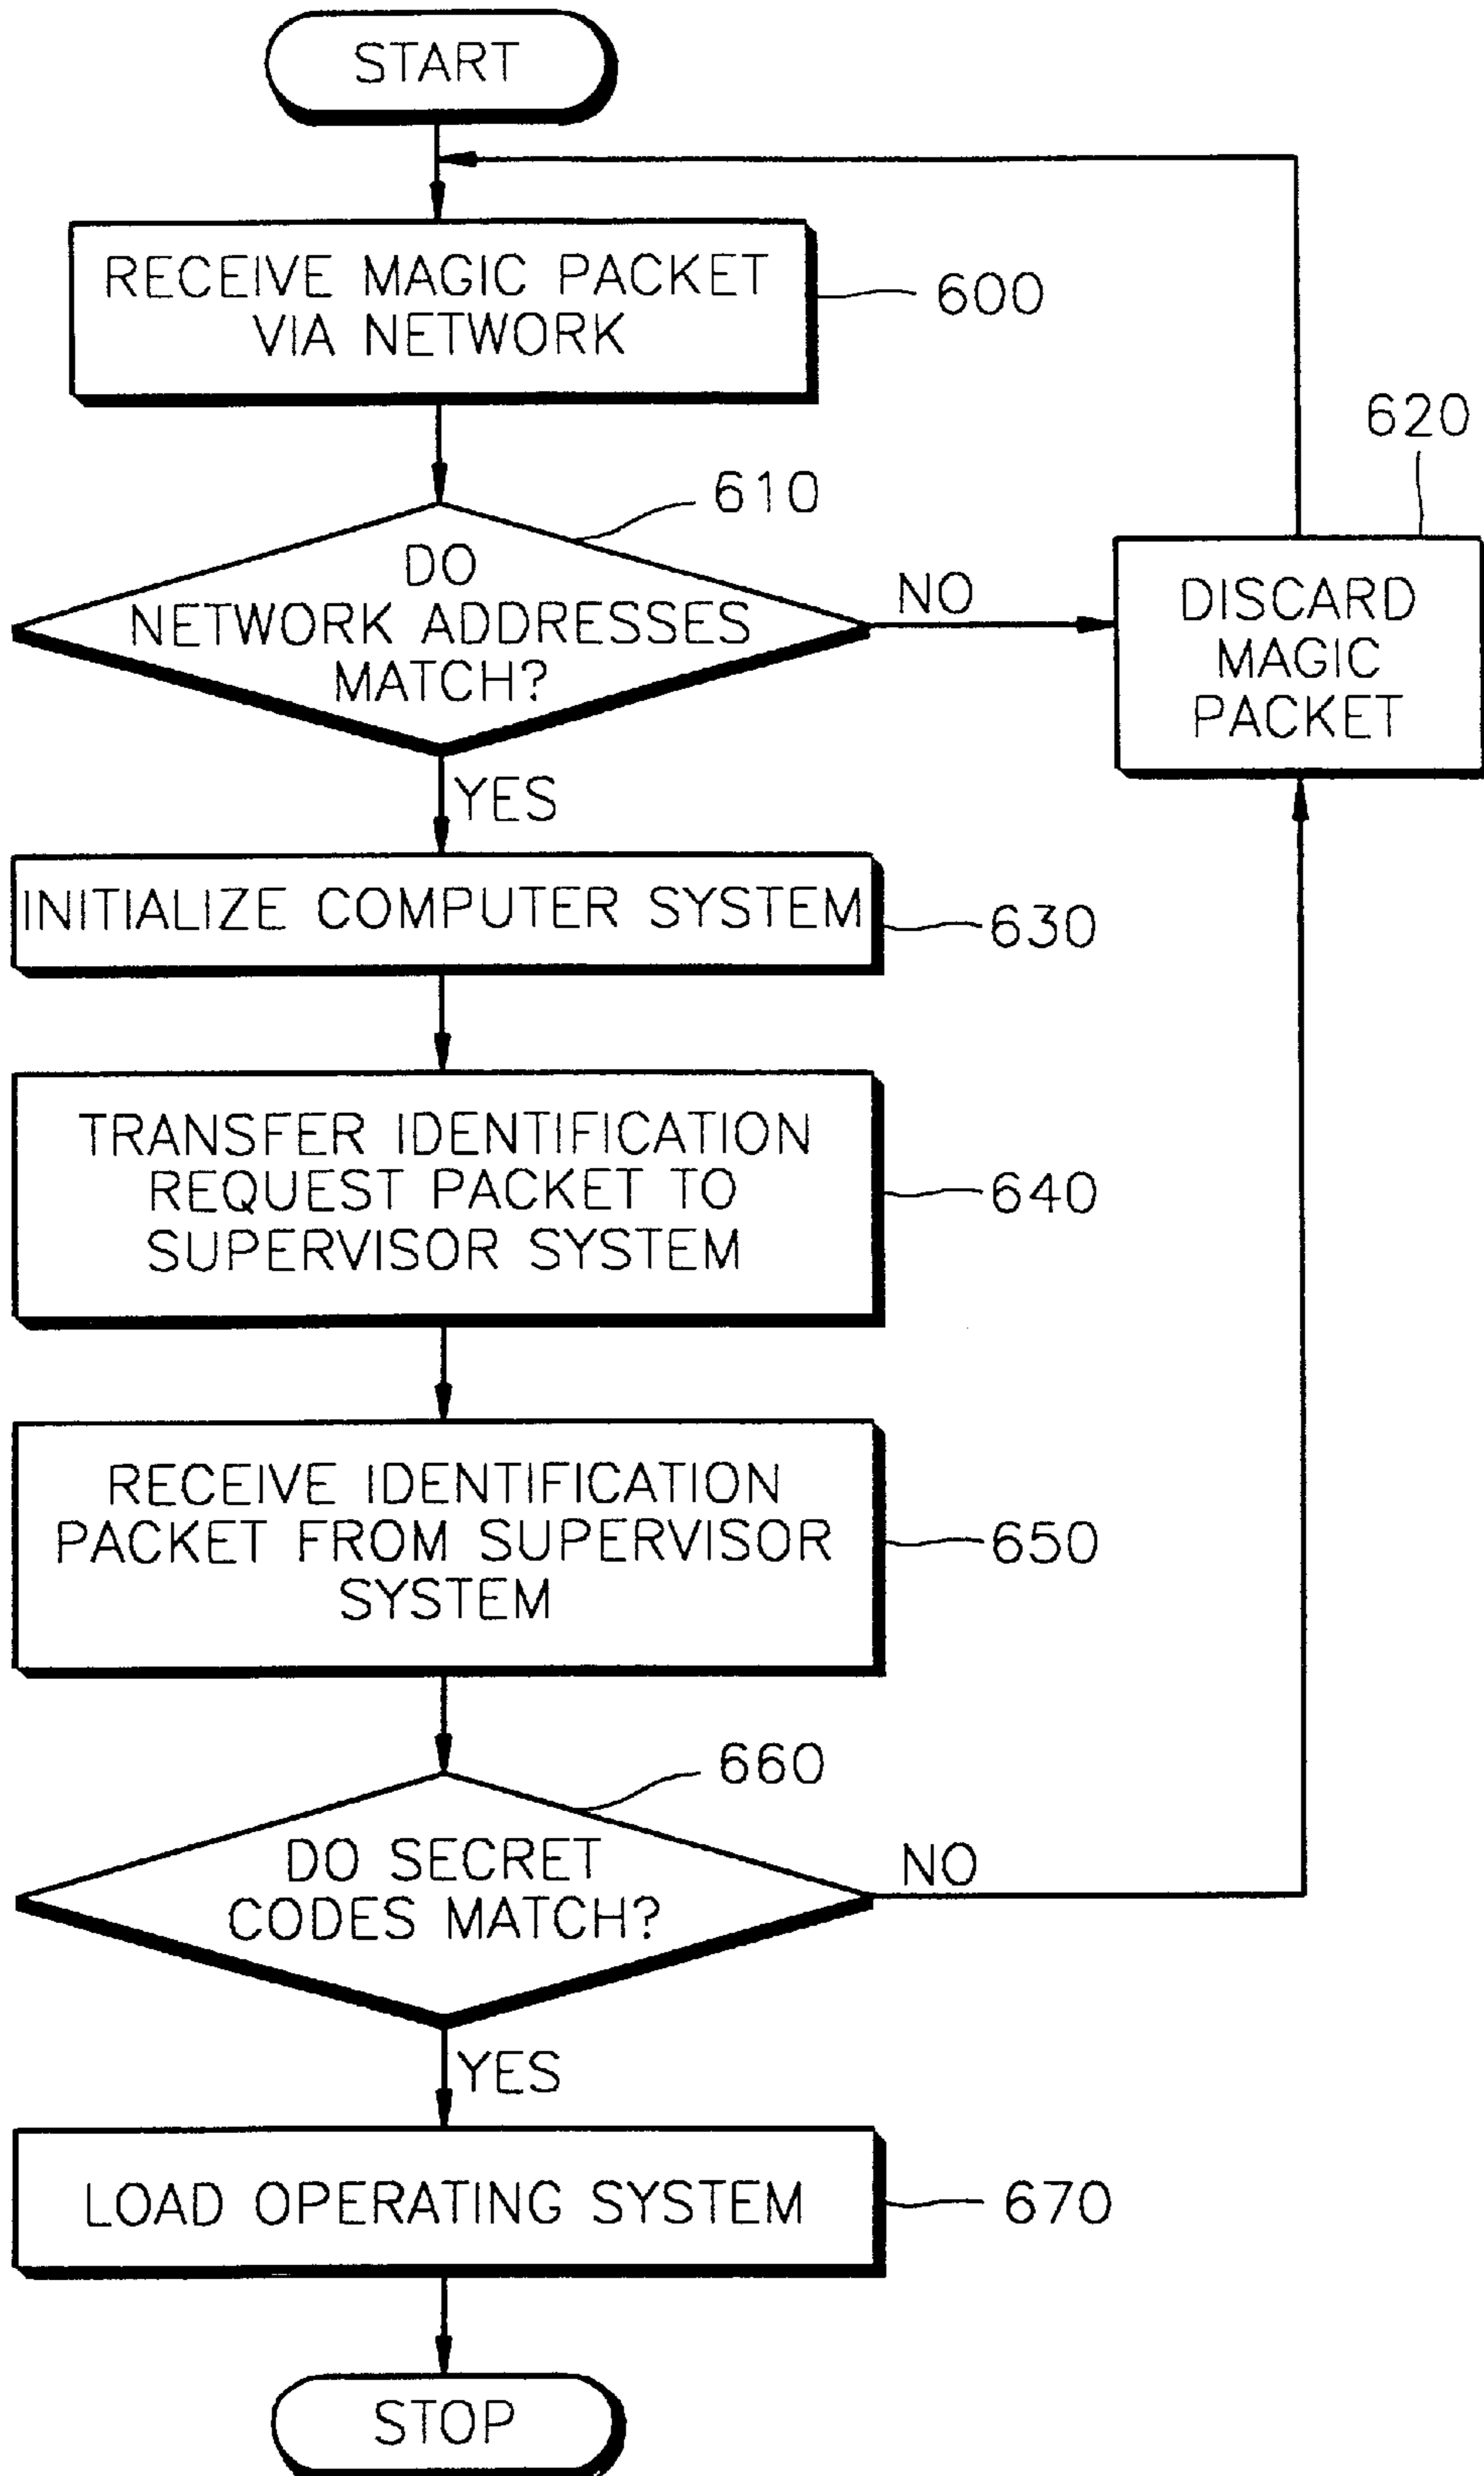 START
RECEIVE MAGIC PACKET
VIA NETWORK
600
620
610
DO
NETWORK ADDRESSES
MATCH?
NO
DISCARD
MAGIC
PACKET
YES
INITIALIZE COMPUTER SYSTEM
630
TRANSFER IDENTIFICATION
REQUEST PACKET TO
SUPERVISOR SYSTEM
640
RECEIVE IDENTIFICATION
PACKET FROM SUPERVISOR
SYSTEM
650
660
DO SECRET
CODES MATCH?
NO
YES
LOAD OPERATING SYSTEM
670
STOP